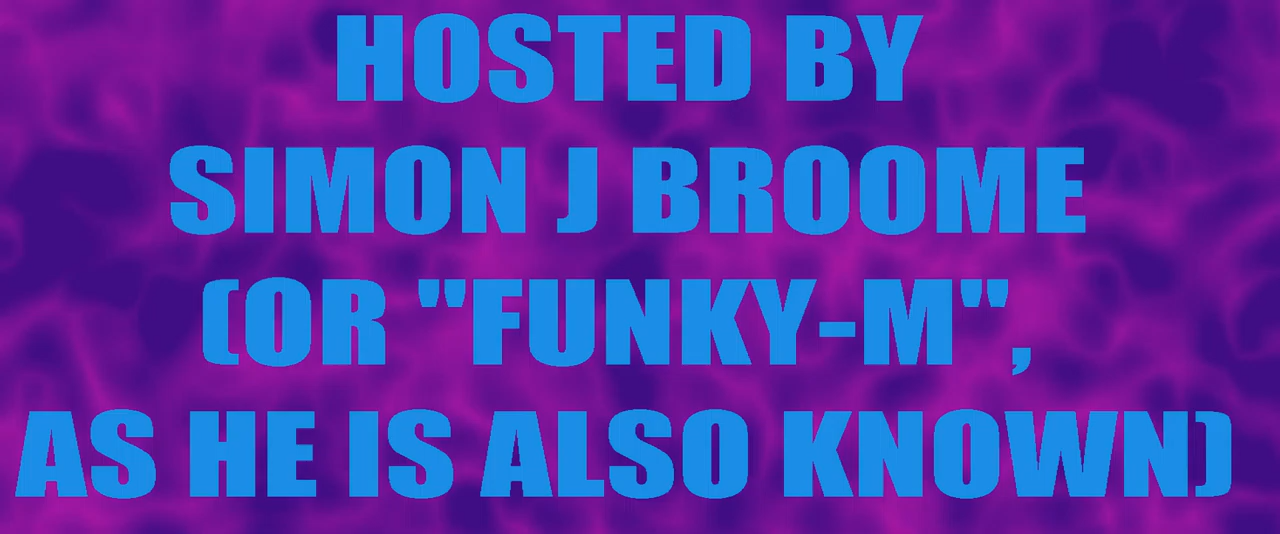 HOSTED BY
SIMON J BROOME
(OR "FUNKY-M",
AS HE IS ALSO KNOWN)